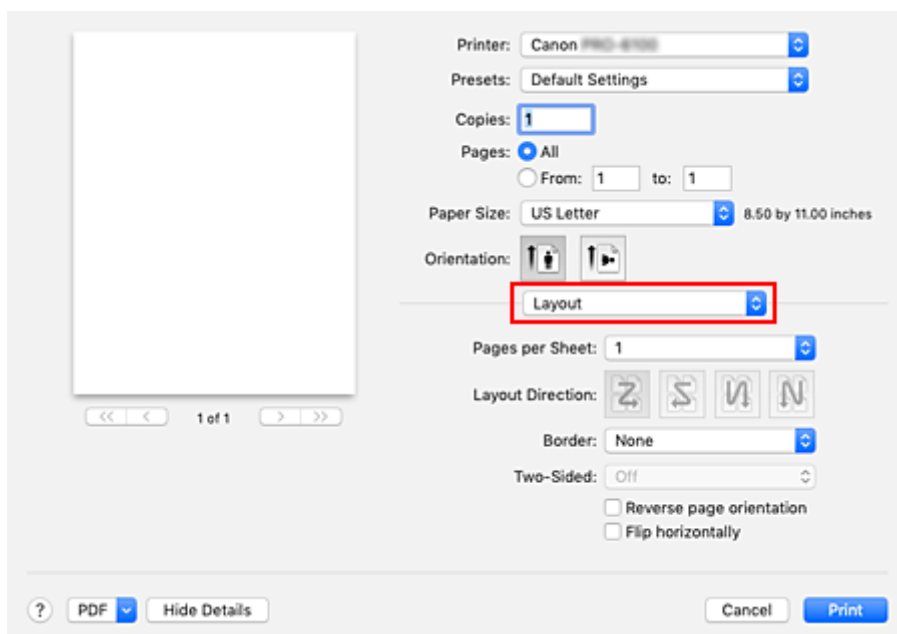 Printer: Canon
Presets: Default Settings
Copies: 1
Pages: All
From: 1 to: 1
Paper Size: US Letter 8.50 by 11.00 inches
Orientation:
Layout
Pages per Sheet: 1
Layout Direction:
<< < 1 of 1 > >>
Border: None
Two-Sided: Off
Reverse page orientation
Flip horizontally
? PDF Hide Details Cancel Print